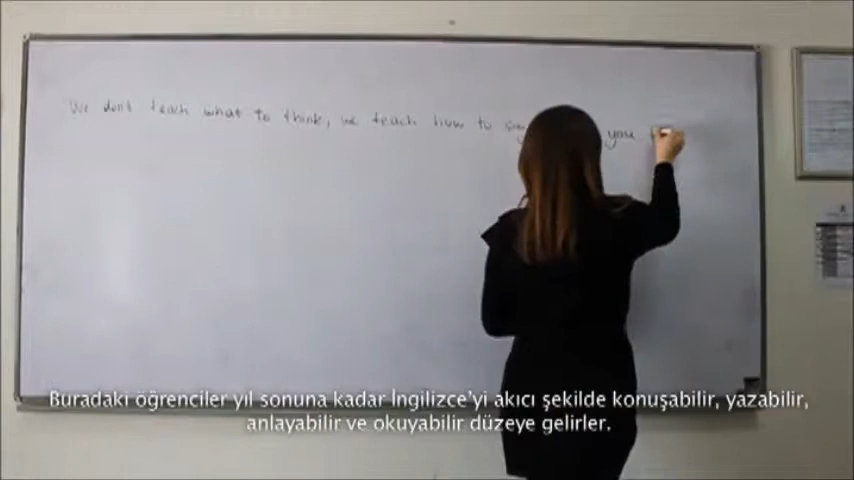 We don't teach what to think, we teach how to say you
Buradaki öğrenciler yıl sonuna kadar İngilizce'yi akıcı şekilde konuşabilir, yazabilir,
anlayabilir ve okuyabilir düzeye gelirler.